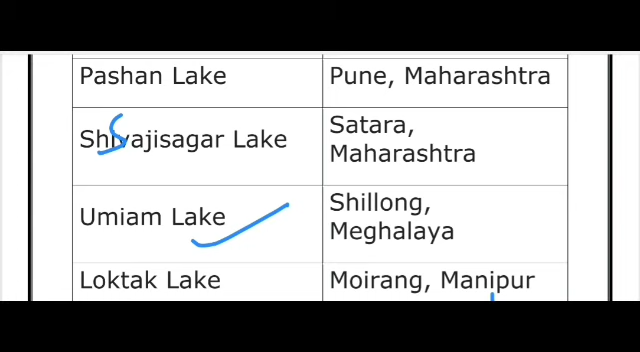 Pashan Lake
Pune, Maharashtra
Shivajisagar Lake
Satara,
Maharashtra
Umiam Lake
Shillong,
Meghalaya
Loktak Lake
Moirang, Manipur